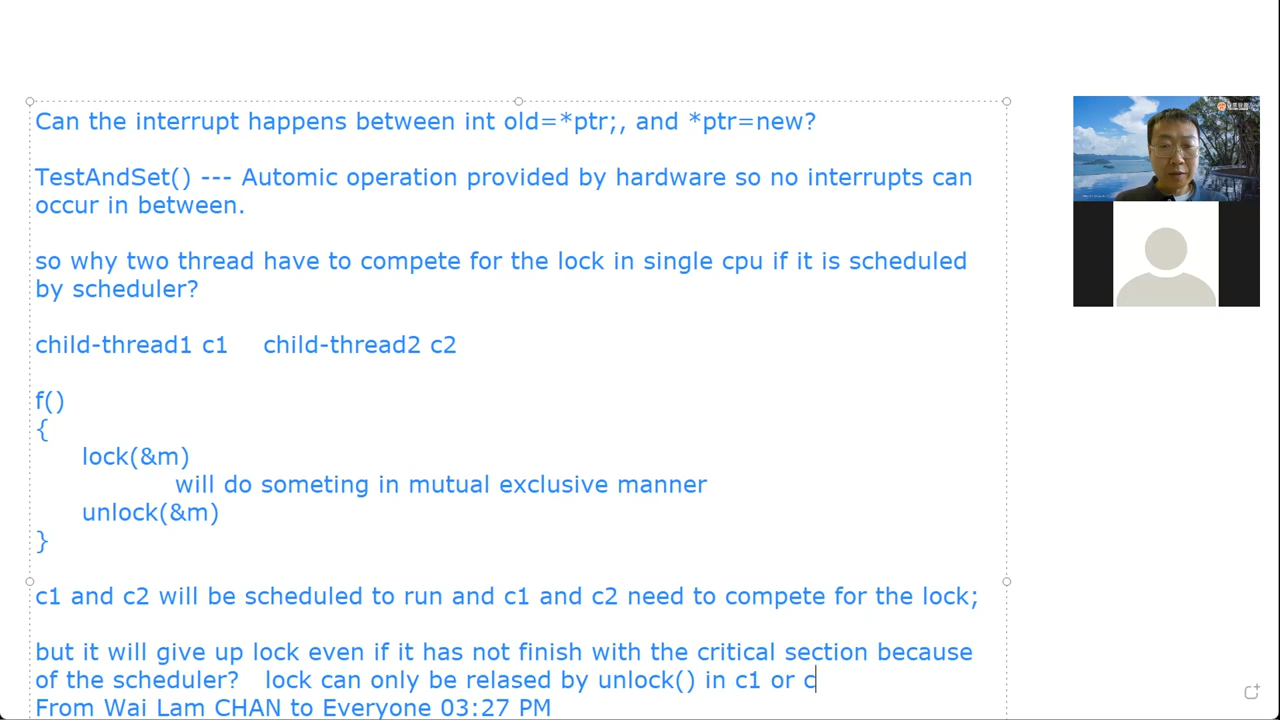 Can the interrupt happens between int old=*ptr;, and *ptr=new?
TestAndSet() --- Automic operation provided by hardware so no interrupts can
occur in between.
so why two thread have to compete for the lock in single cpu if it is scheduled
by scheduler?
child-thread1 c1 child-thread2 c2
f()
{
lock(&m)
will do someting in mutual exclusive manner
unlock(&m)
}
c1 and c2 will be scheduled to run and c1 and c2 need to compete for the lock;
but it will give up lock even if it has not finish with the critical section because
of the scheduler? lock can only be relased by unlock() in c1 or c
From Wai Lam CHAN to Everyone 03:27 PM